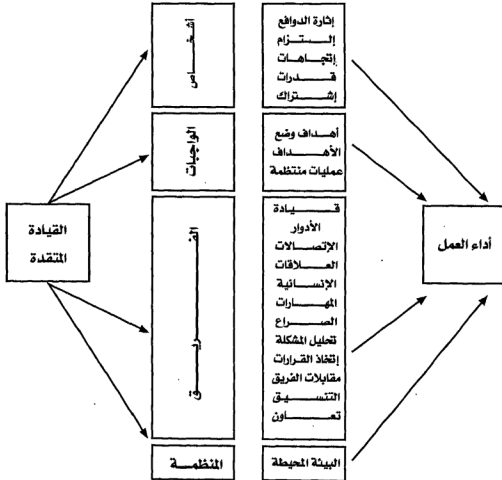 القيادة
المتقدة
أشخاص
الواجبات
الفريق
المنظمة
إثارة الدوافع
إلتزام
إتجاهات
قدرات
إشتراك
أهداف وضع
الأهداف
عمليات منتظمة
قيادة
الأدوار
الإتصالات
العلاقات
الإنسانية
المهارات
الصراع
تحليل المشكلة
إتخاذ القرارات
مقابلات الفريق
التنسيق
تعاون
البيئة المحيطة
أداء العمل